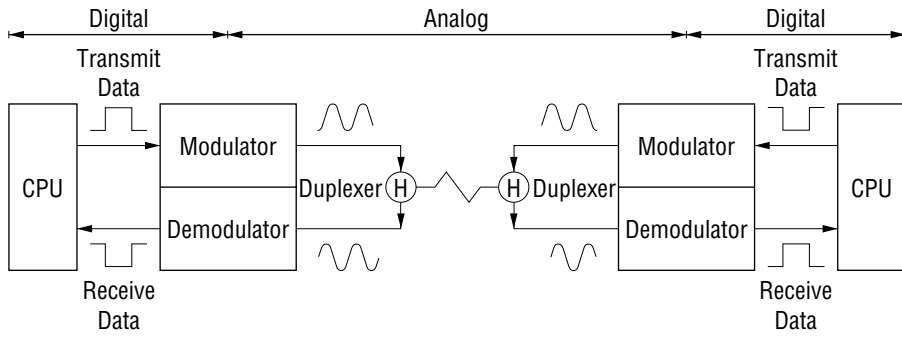 Digital
Analog
Digital
Transmit
Data
Transmit
Data
CPU
Modulator
Demodulator
Duplexer
H
H
Duplexer
Modulator
Demodulator
CPU
Receive
Data
Receive
Data